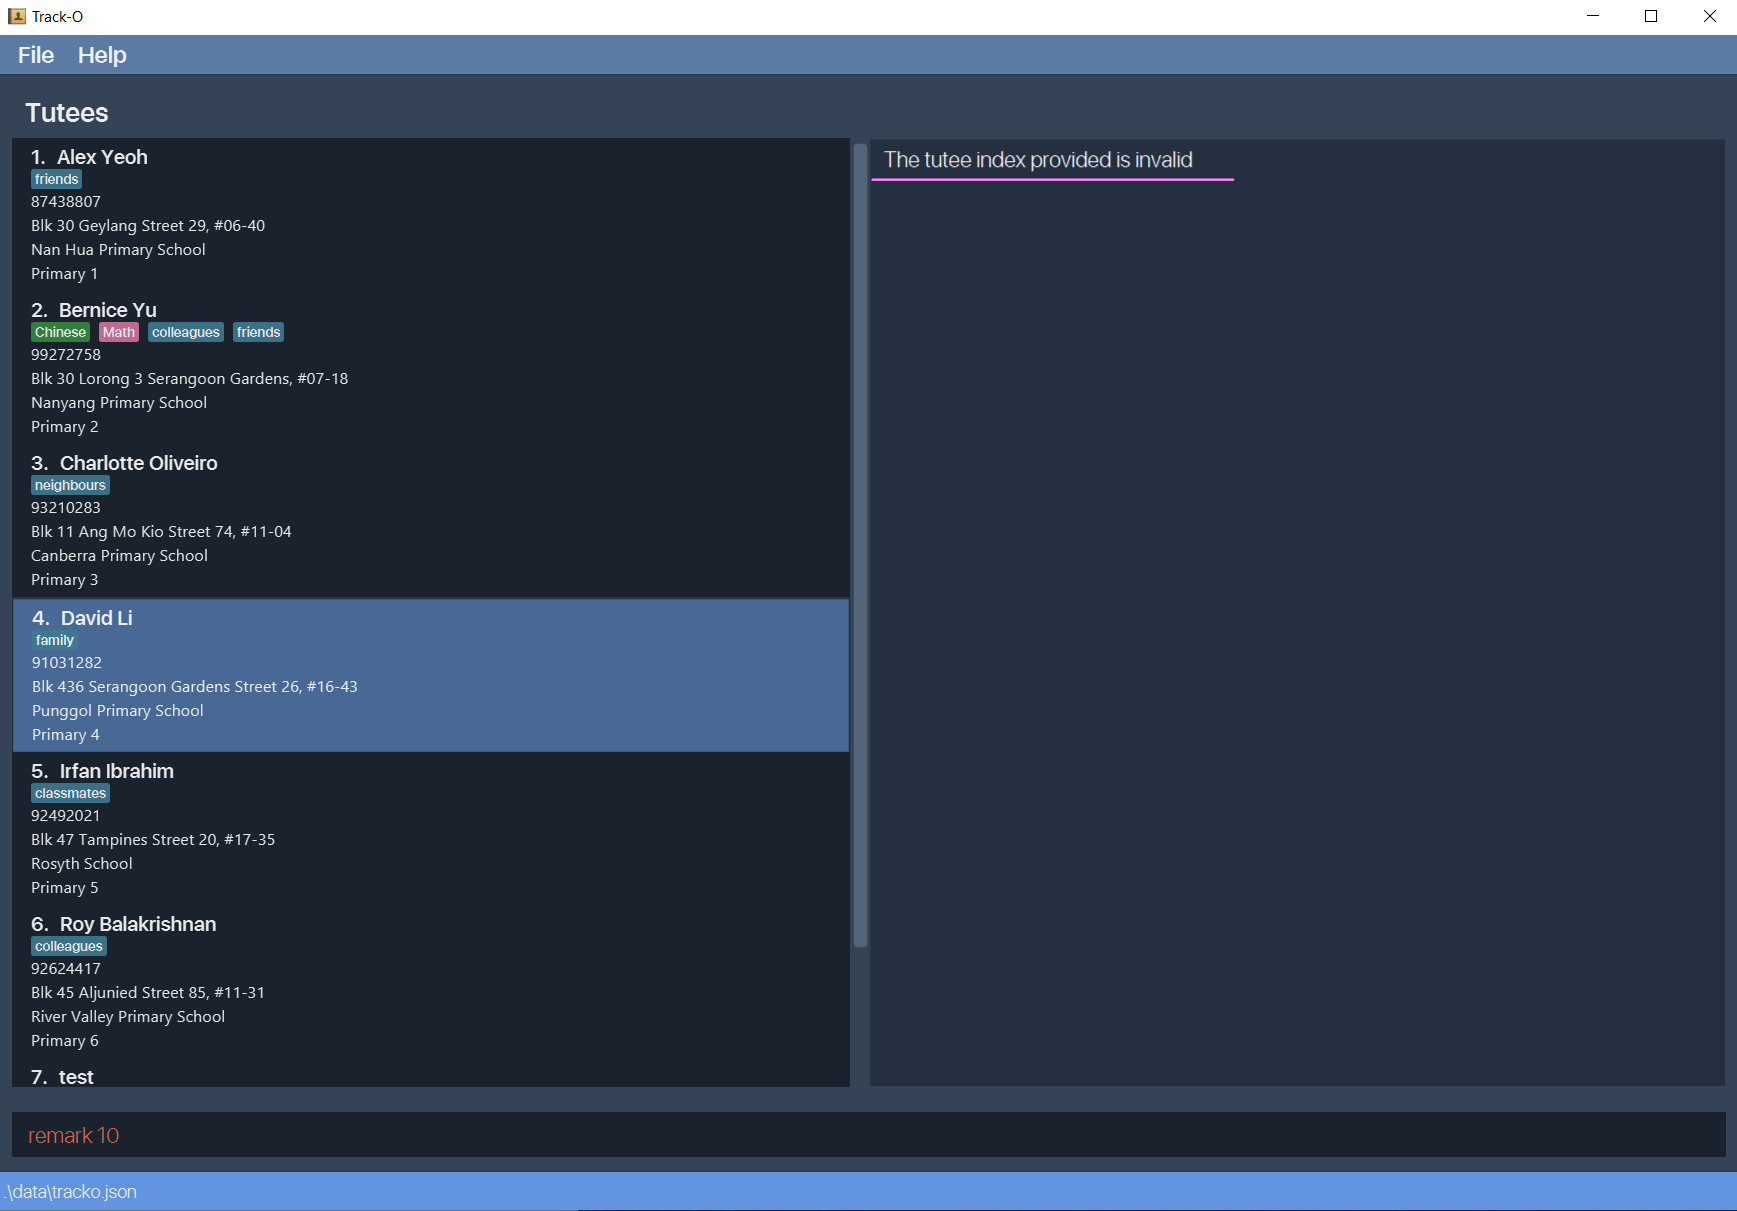 Track-O
File Help
Tutees
1. Alex Yeoh
friends
87438807
Blk 30 Geylang Street 29, #06-40
Nan Hua Primary School
Primary 1
2. Bernice Yu
Chinese Math colleagues friends
99272758
Blk 30 Lorong 3 Serangoon Gardens, #07-18
Nanyang Primary School
Primary 2
3. Charlotte Oliveiro
neighbours
93210283
Blk 11 Ang Mo Kio Street 74, #11-04
Canberra Primary School
Primary 3
4. David Li
family
91031282
Blk 436 Serangoon Gardens Street 26, #16-43
Punggol Primary School
Primary 4
5. Irfan Ibrahim
classmates
92492021
Blk 47 Tampines Street 20, #17-35
Rosyth School
Primary 5
6. Roy Balakrishnan
colleagues
92624417
Blk 45 Aljunied Street 85, #11-31
River Valley Primary School
Primary 6
7. test
The tutee index provided is invalid
remark 10
.\data\tracko.json